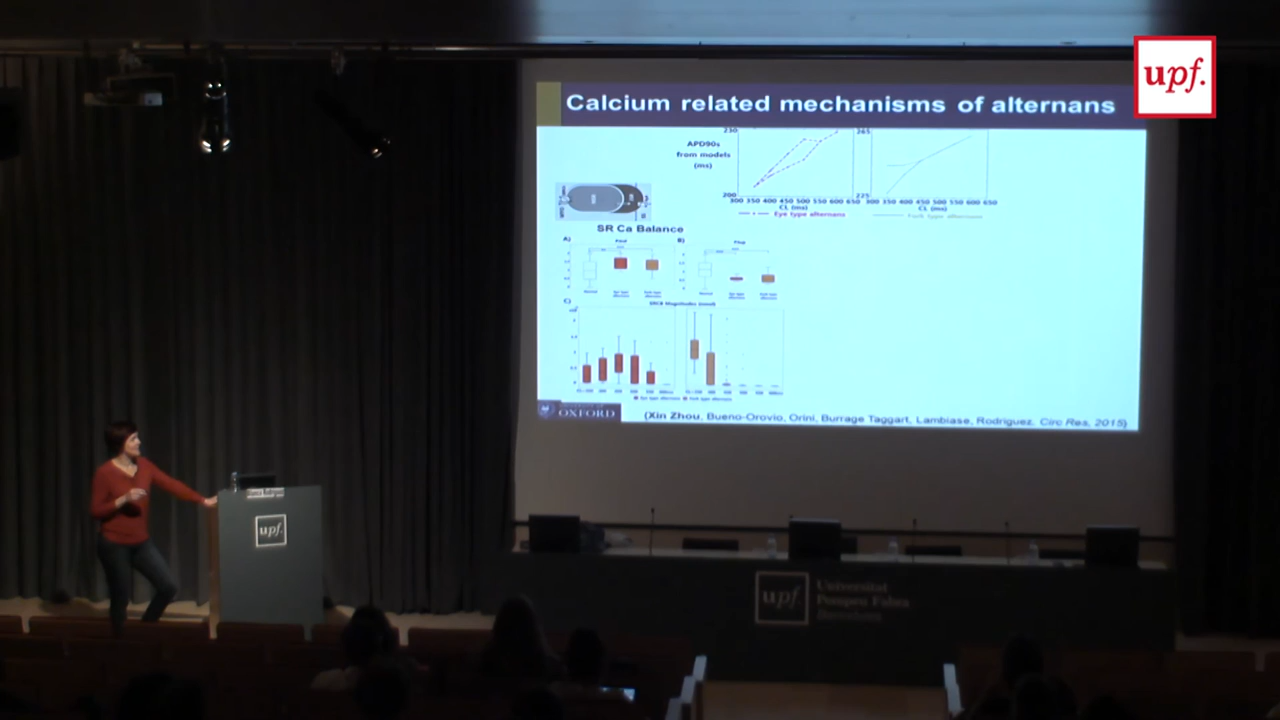 upf.
Calcium related mechanisms of alternans
APD90s
from models
(ms)
230
200
300 350 400 450 500 550 600 650
CL (ms)
Eye type alternans
265
225
300 350 400 450 500 550 600 650
CL (ms)
Fork type alternans
SR Ca Balance
A)
B)
C)
SRCB Magnitudes
OXFORD
(Xin Zhou, Bueno-Orovio, Orini, Burrage Taggart, Lambiase, Rodriguez. Circ Res, 2015)
upf.
upf
Universitat
Pompeu Fabra
Barcelona